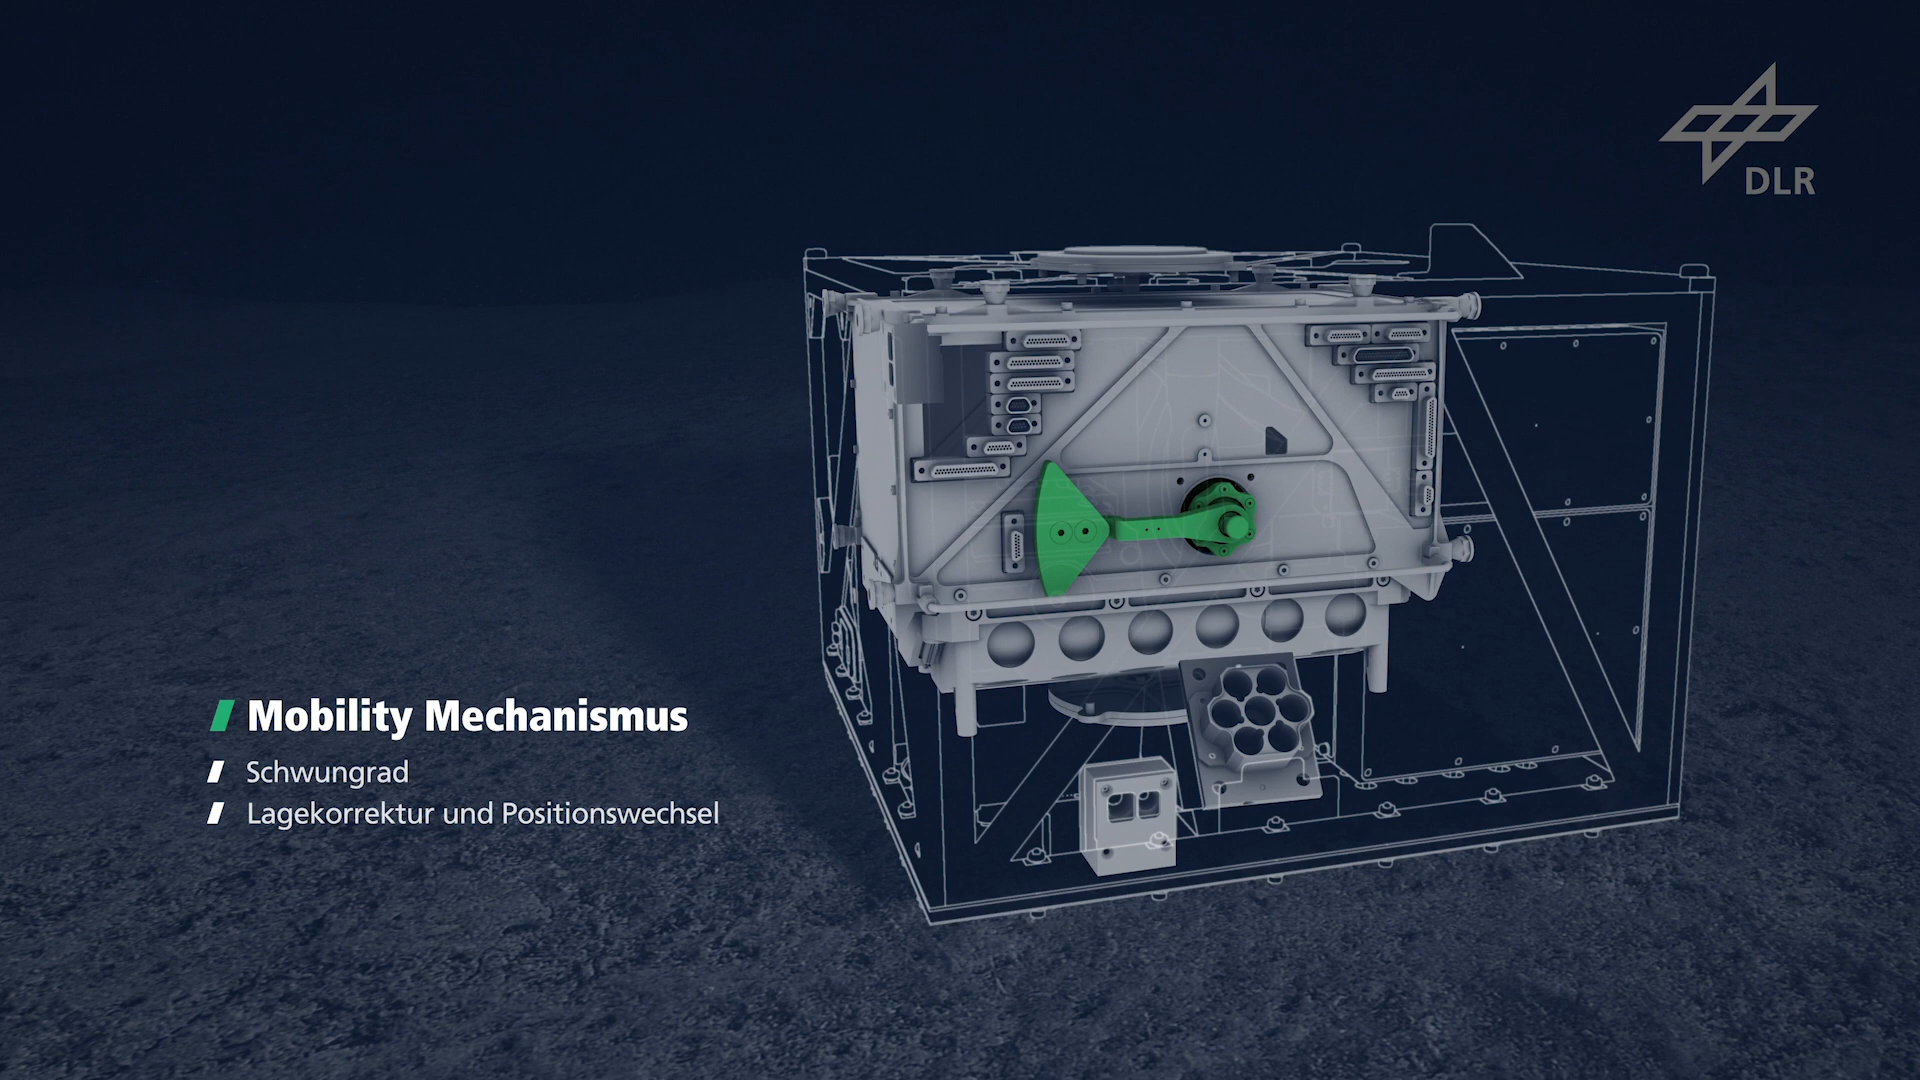 DLR
Mobility Mechanismus
Schwungrad
Lagekorrektur und Positionswechsel